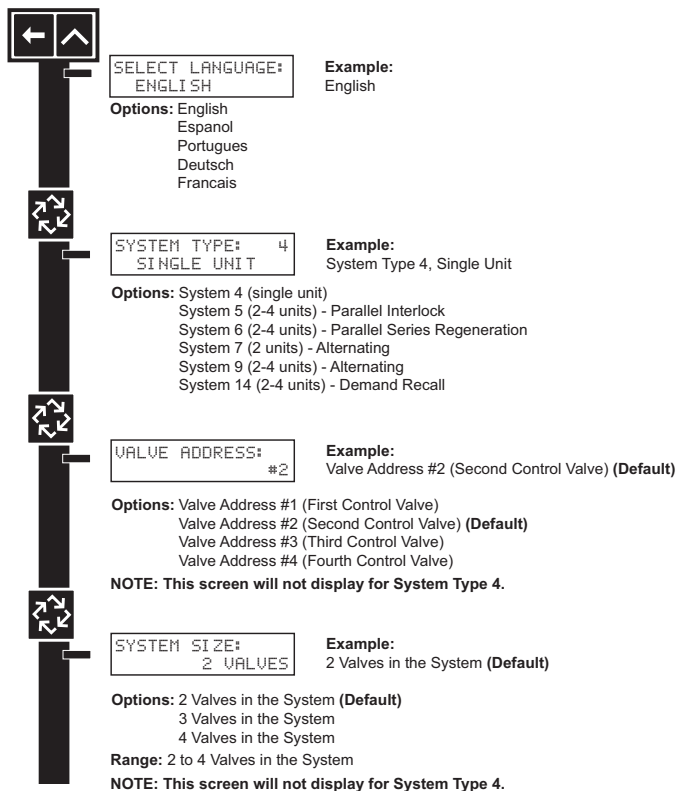 SELECT LANGUAGE:
ENGLISH
Example:
English
Options: English
Espanol
Portugues
Deutsch
Francais
SYSTEM TYPE: 4
SINGLE UNIT
Example:
System Type 4, Single Unit
Options: System 4 (single unit)
System 5 (2-4 units) - Parallel Interlock
System 6 (2-4 units) - Parallel Series Regeneration
System 7 (2 units) - Alternating
System 9 (2-4 units) - Alternating
System 14 (2-4 units) - Demand Recall
VALVE ADDRESS:
#2
Example:
Valve Address #2 (Second Control Valve) (Default)
Options: Valve Address #1 (First Control Valve)
Valve Address #2 (Second Control Valve) (Default)
Valve Address #3 (Third Control Valve)
Valve Address #4 (Fourth Control Valve)
NOTE: This screen will not display for System Type 4.
SYSTEM SIZE:
2 VALVES
Example:
2 Valves in the System (Default)
Options: 2 Valves in the System (Default)
3 Valves in the System
4 Valves in the System
Range: 2 to 4 Valves in the System
NOTE: This screen will not display for System Type 4.